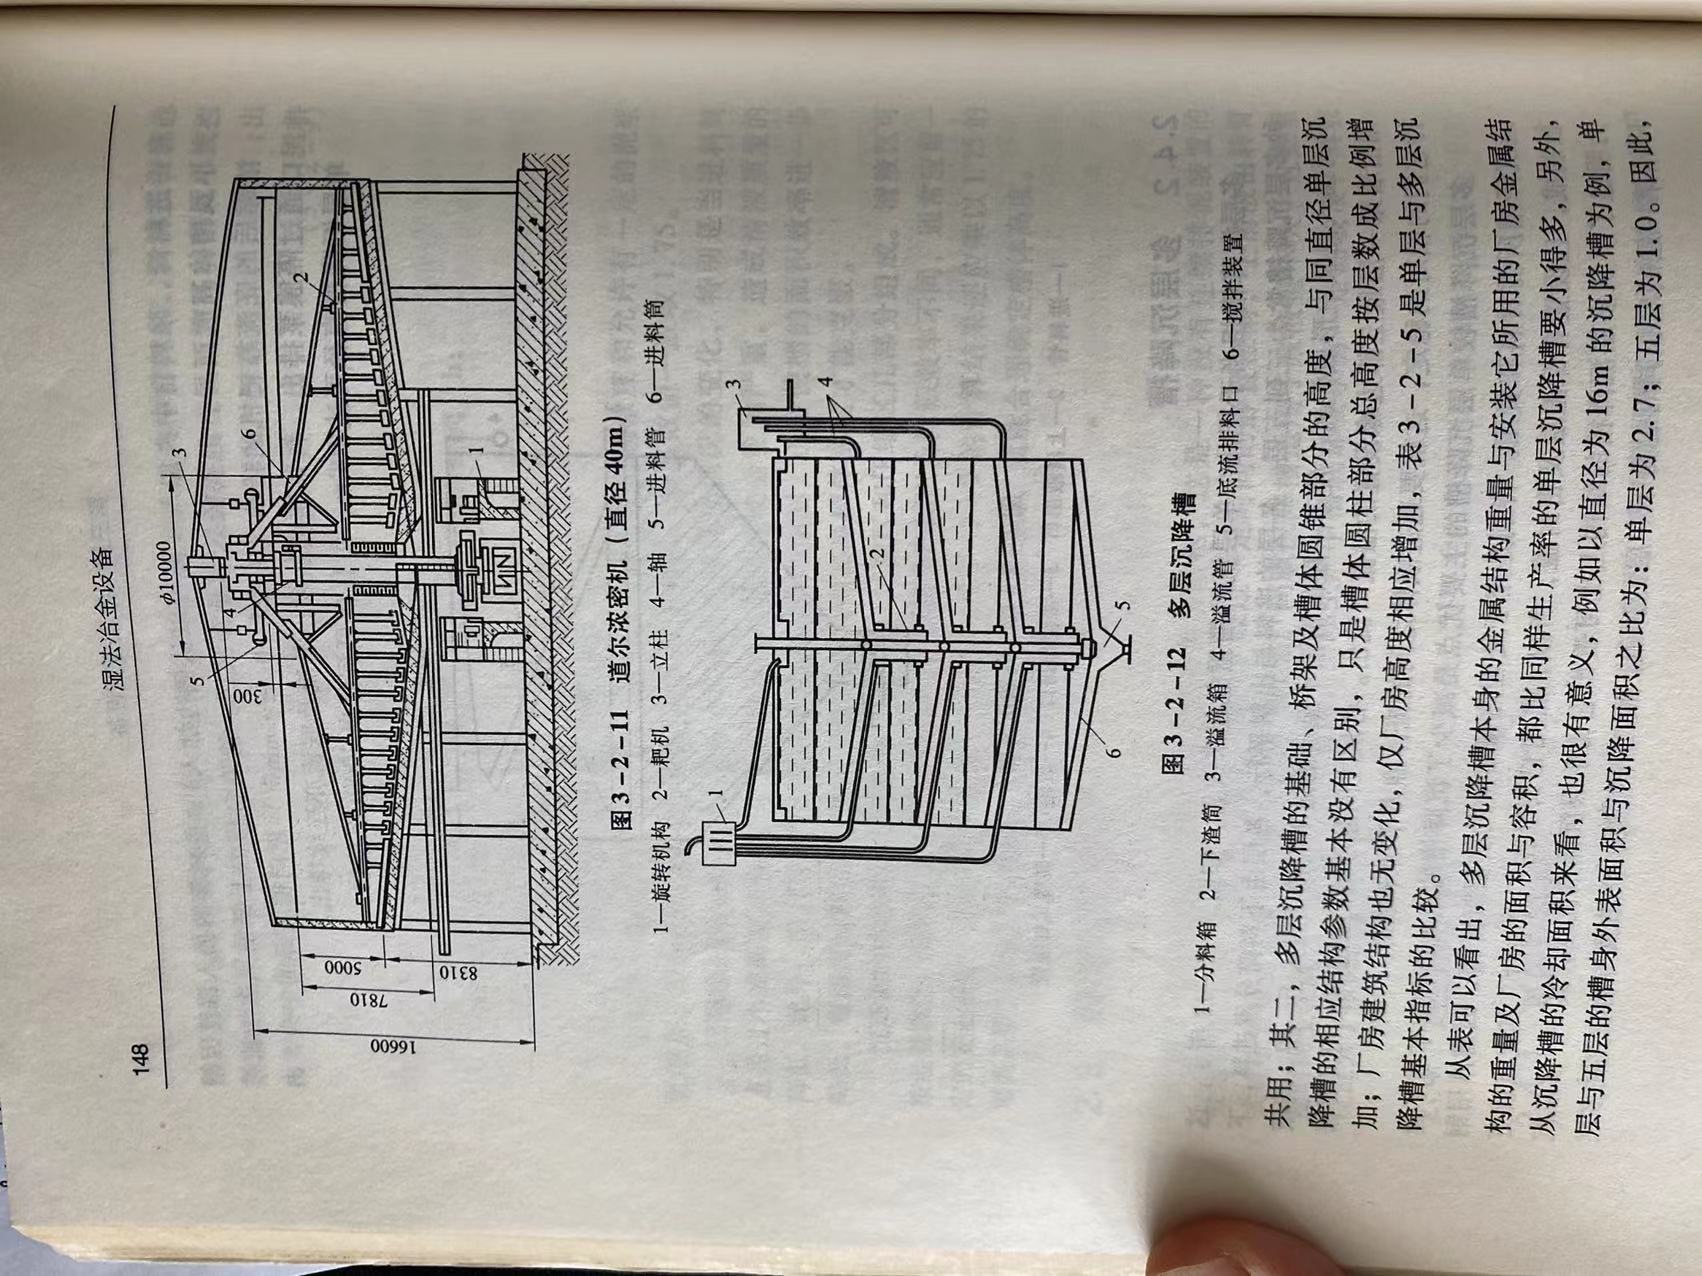 148
湿法冶金设备
φ10000
300
5000
7810
8310
16600
1
2
3
4
5
6
图 3－2－11 道尔浓密机（直径 40m）
1—旋转机构 2—耙机 3—立柱 4—轴 5—进料管 6—进料筒
1
2
3
4
5
6
图 3－2－12 多层沉降槽
1—分料箱 2—下渣筒 3—溢流箱 4—溢流管 5—底流排料口 6—搅拌装置
共用；其二，多层沉降槽的基础、桥架及槽体圆锥部分的高度，与同直径单层沉
降槽的相应结构参数基本没有区别，只是槽体圆柱部分总高度按层数成比例增
加；厂房建筑结构也无变化，仅厂房高度相应增加，表 3－2－5 是单层与多层沉
降槽基本指标的比较。
从表可以看出，多层沉降槽本身的金属结构重量与安装它所用的厂房金属结
构的重量及厂房的面积与容积，都比同样生产率的单层沉降槽要小得多，另外，
从沉降槽的冷却面积来看，也很有意义，例如以直径为 16m 的沉降槽为例，单
层与五层的槽身外表面积与沉降面积之比为：单层为 2.7；五层为 1.0。因此，